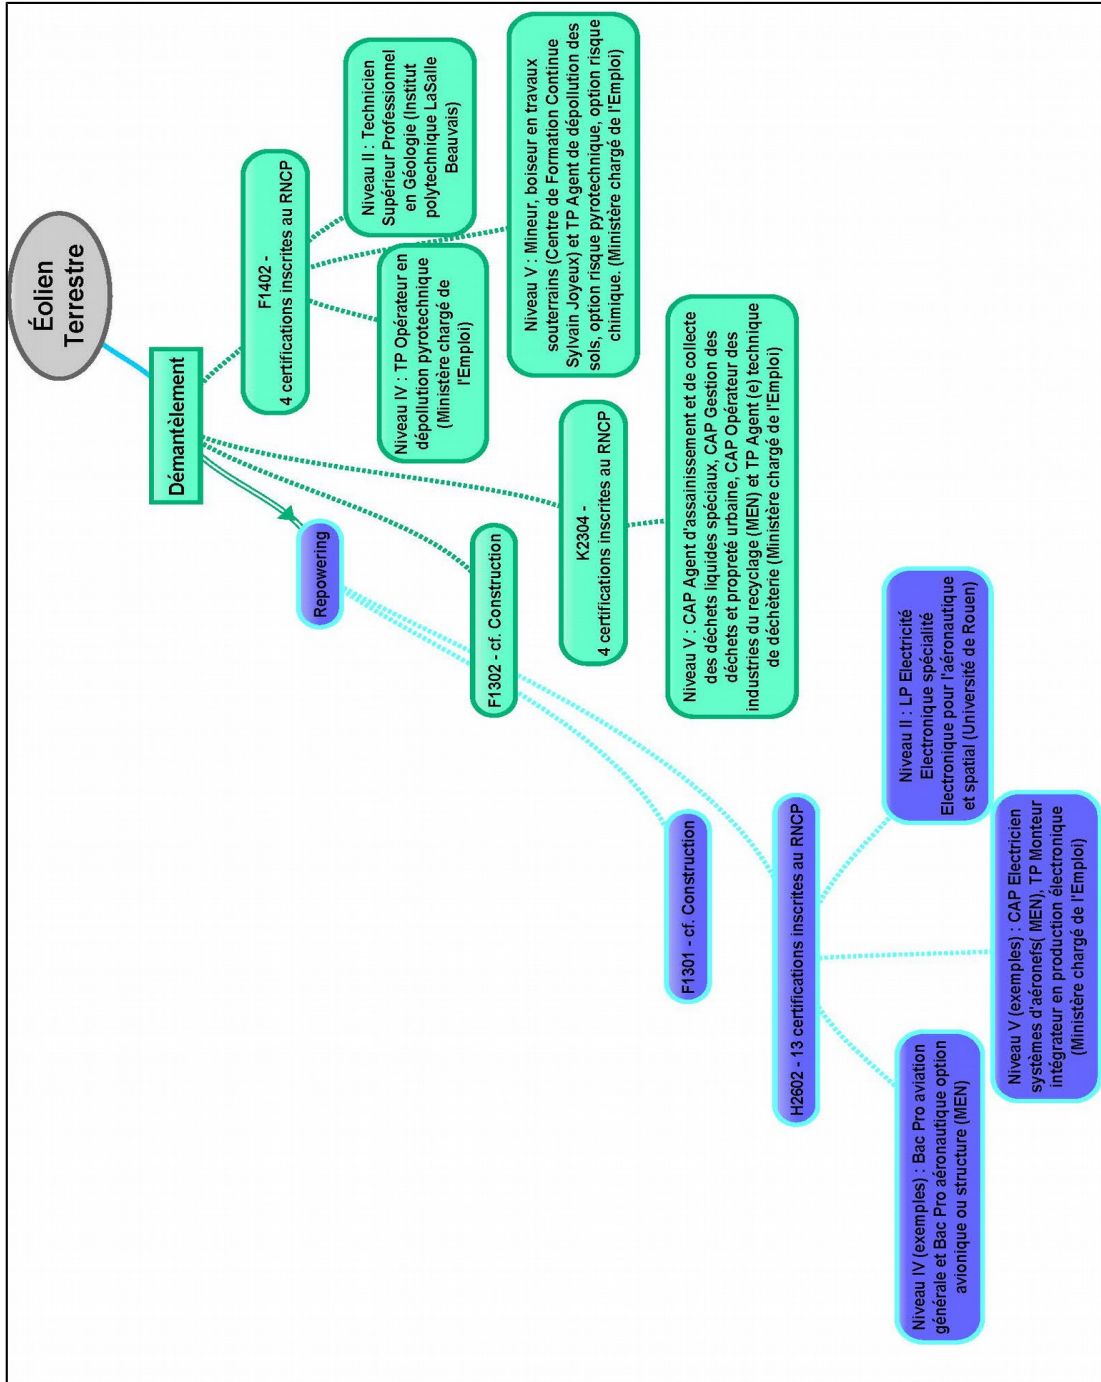 Éolien
Terrestre
Démantèlement
F1402 -
4 certifications inscrites au RNCP
Niveau II : Technicien
Supérieur Professionnel
en Géologie (Institut
polytechnique LaSalle
Beauvais)
Niveau IV : TP Opérateur en
dépollution pyrotechnique
(Ministère chargé de
l'Emploi)
Niveau V : Mineur, boiseur en travaux
souterrains (Centre de Formation Continue
Sylvain Joyeux) et TP Agent de dépollution des
sols, option risque pyrotechnique, option risque
chimique. (Ministère chargé de l'Emploi)
K2304 -
4 certifications inscrites au RNCP
Niveau V : CAP Agent d'assainissement et de collecte
des déchets liquides spéciaux, CAP Gestion des
déchets et propreté urbaine, CAP Opérateur des
industries du recyclage (MEN) et TP Agent (e) technique
de déchèterie (Ministère chargé de l'Emploi)
F1302 - cf. Construction
Repowering
F1301 - cf. Construction
H2602 - 13 certifications inscrites au RNCP
Niveau II : LP Electricité
Electronique spécialité
Electronique pour l'aéronautique
et spatial (Université de Rouen)
Niveau V (exemples) : CAP Electricien
systèmes d'aéronefs( MEN), TP Monteur
intégrateur en production électronique
(Ministère chargé de l'Emploi)
Niveau IV (exemples) : Bac Pro aviation
générale et Bac Pro aéronautique option
avionique ou structure (MEN)